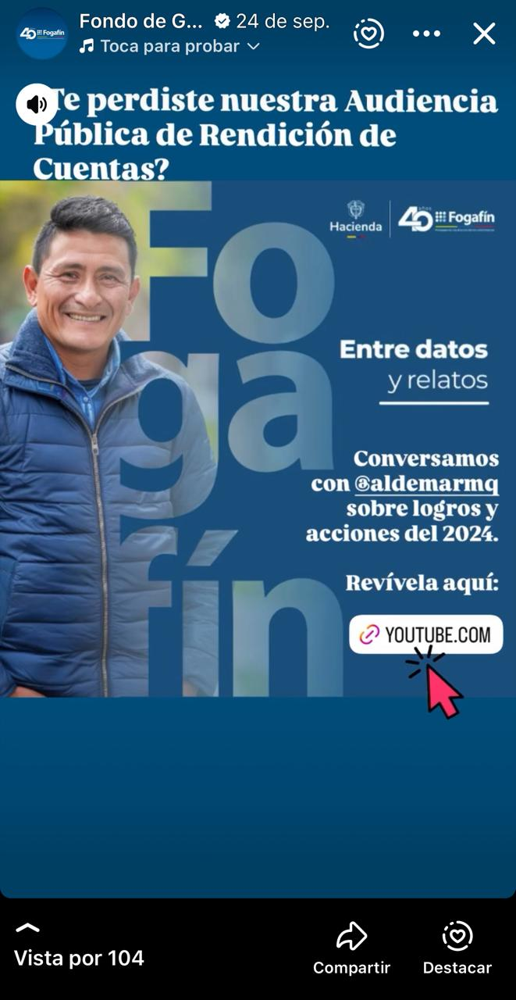 Fondo de G... 24 de sep.
Toca para probar
Te perdiste nuestra Audiencia
Pública de Rendición de
Cuentas?
Fo
ga
fín
Hacienda
40 años Fogafín
Entre datos
y relatos
Conversamos
con @aldemarmq
sobre logros y
acciones del 2024.
Revívela aquí:
YOUTUBE.COM
Vista por 104
Compartir
Destacar